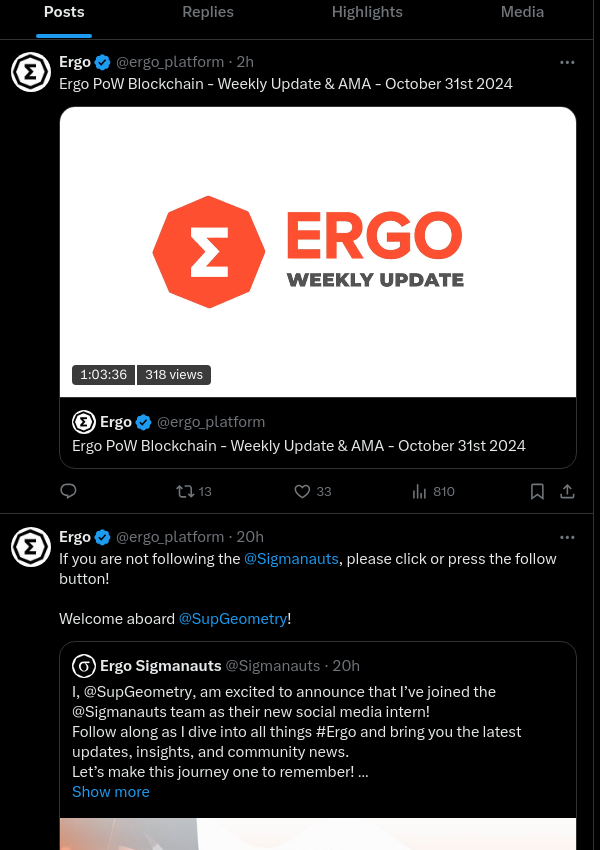 Posts Replies Highlights Media
Ergo @ergo_platform · 2h
Ergo PoW Blockchain - Weekly Update & AMA - October 31st 2024
Σ ERGO
WEEKLY UPDATE
1:03:36 318 views
Ergo @ergo_platform
Ergo PoW Blockchain - Weekly Update & AMA - October 31st 2024
13 33 810
Ergo @ergo_platform · 20h
If you are not following the @Sigmanauts, please click or press the follow
button!
Welcome aboard @SupGeometry!
Ergo Sigmanauts @Sigmanauts · 20h
I, @SupGeometry, am excited to announce that I’ve joined the
@Sigmanauts team as their new social media intern!
Follow along as I dive into all things #Ergo and bring you the latest
updates, insights, and community news.
Let’s make this journey one to remember! ...
Show more